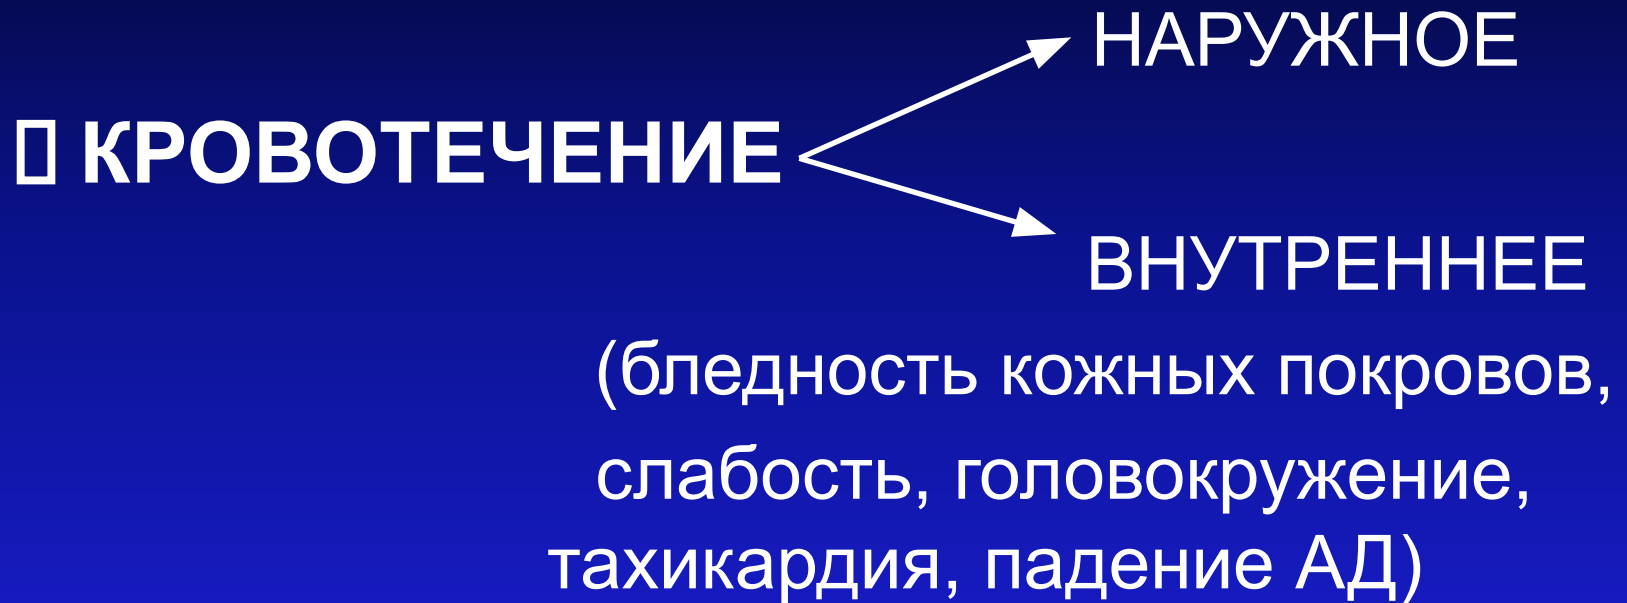 НАРУЖНОЕ
КРОВОТЕЧЕНИЕ
ВНУТРЕННЕЕ
(бледность кожных покровов,
слабость, головокружение,
тахикардия, падение АД)